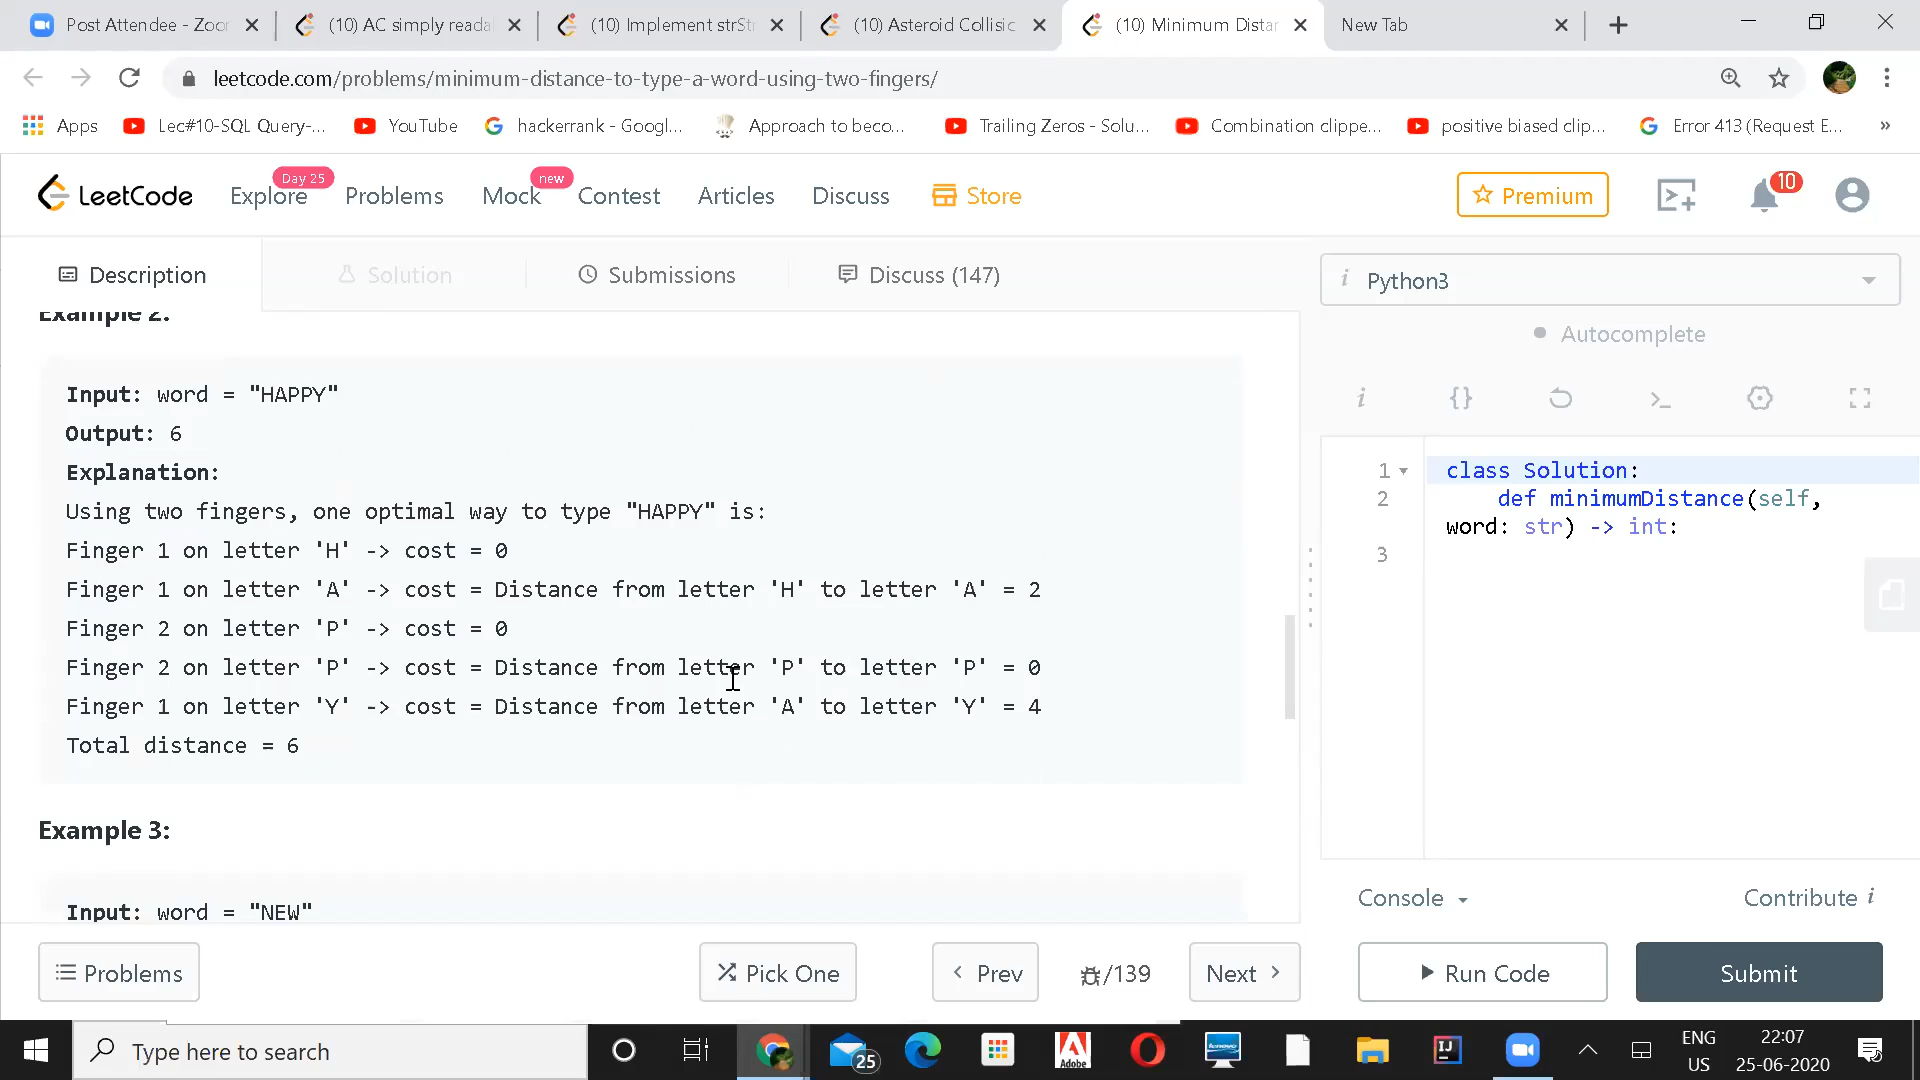 Post Attendee - Zoor
(10) AC simply reada
(10) Implement strStr
(10) Asteroid Collisic
(10) Minimum Distar
New Tab
leetcode.com/problems/minimum-distance-to-type-a-word-using-two-fingers/
Apps
Lec#10-SQL Query-...
YouTube
hackerrank - Googl...
Approach to beco...
Trailing Zeros - Solu...
Combination clippe...
positive biased clip...
Error 413 (Request E...
»
LeetCode
Explore
Day 25
Problems
Mock
new
Contest
Articles
Discuss
Store
Premium
10
Description
Solution
Submissions
Discuss (147)
Example 2:
Input: word = "HAPPY"
Output: 6
Explanation:
Using two fingers, one optimal way to type "HAPPY" is:
Finger 1 on letter 'H' -> cost = 0
Finger 1 on letter 'A' -> cost = Distance from letter 'H' to letter 'A' = 2
Finger 2 on letter 'P' -> cost = 0
Finger 2 on letter 'P' -> cost = Distance from letter 'P' to letter 'P' = 0
Finger 1 on letter 'Y' -> cost = Distance from letter 'A' to letter 'Y' = 4
Total distance = 6
Example 3:
Input: word = "NEW"
Problems
Pick One
Prev
/139
Next
i Python3
Autocomplete
i {} >_
1 class Solution:
2 def minimumDistance(self,
word: str) -> int:
3
Console
Contribute i
Run Code
Submit
Type here to search
25
Adobe
lenovo
IJ
ENG
US
22:07
25-06-2020